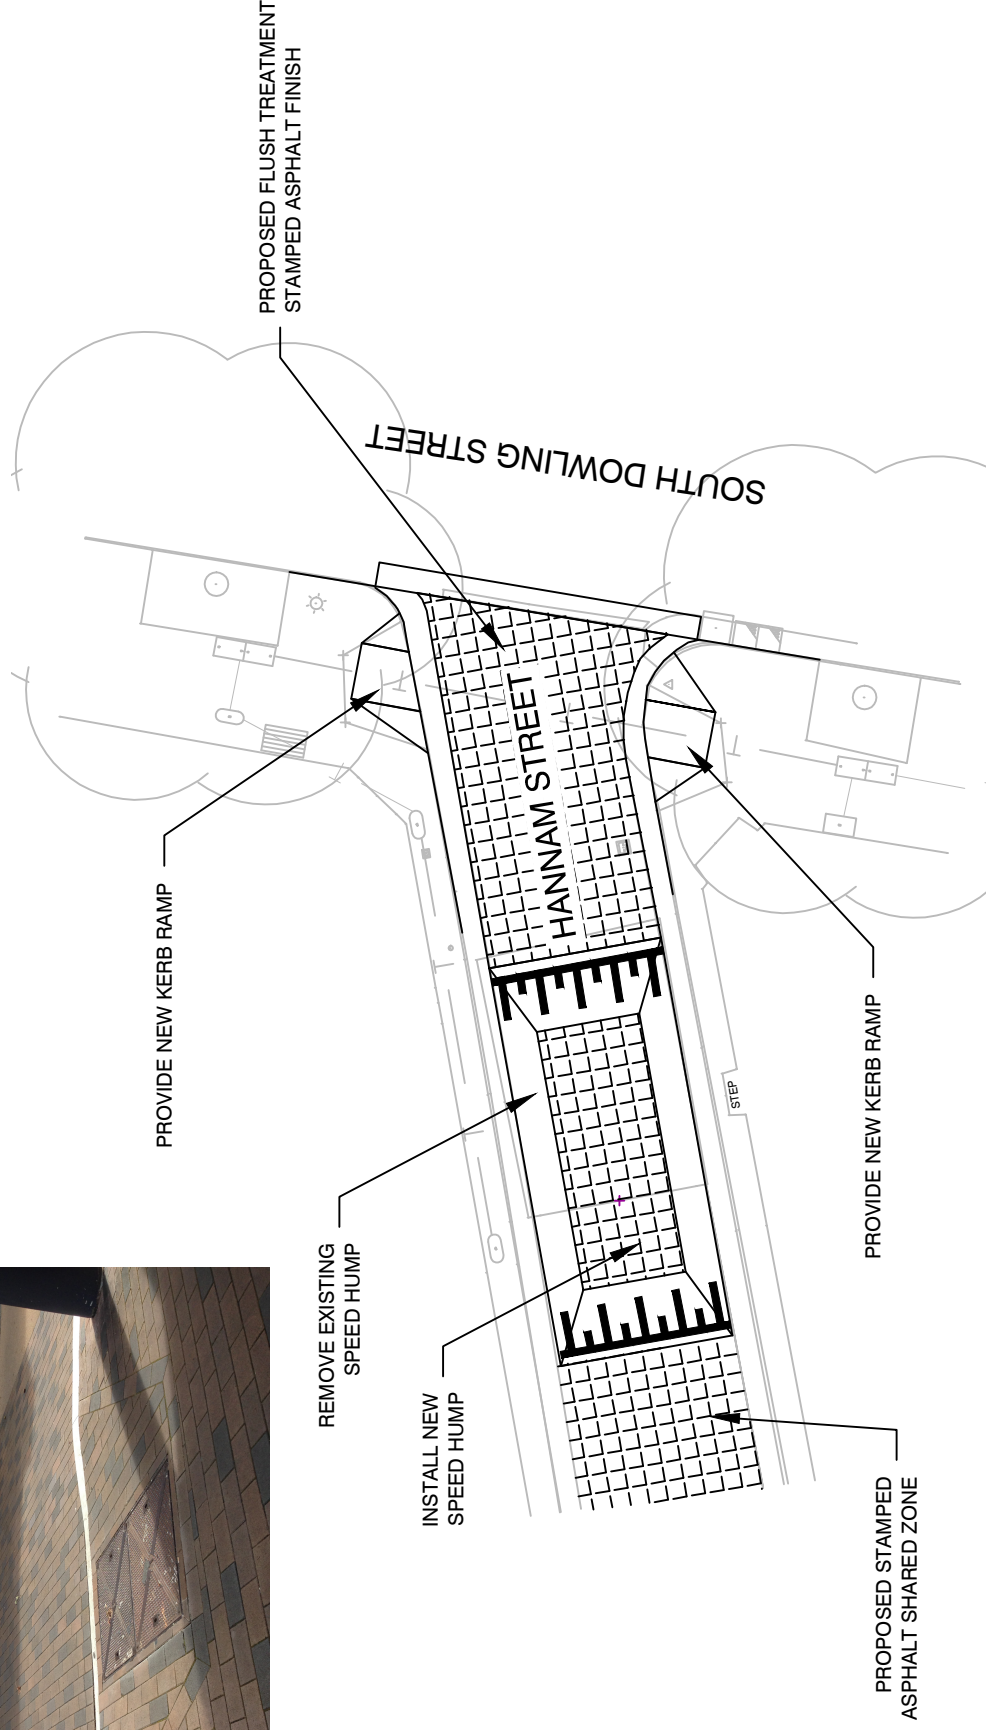 PROPOSED FLUSH TREATMENT
STAMPED ASPHALT FINISH
SOUTH DOWLING STREET
HANNAM STREET
PROVIDE NEW KERB RAMP
PROVIDE NEW KERB RAMP
STEP
REMOVE EXISTING
SPEED HUMP
INSTALL NEW
SPEED HUMP
PROPOSED STAMPED
ASPHALT SHARED ZONE